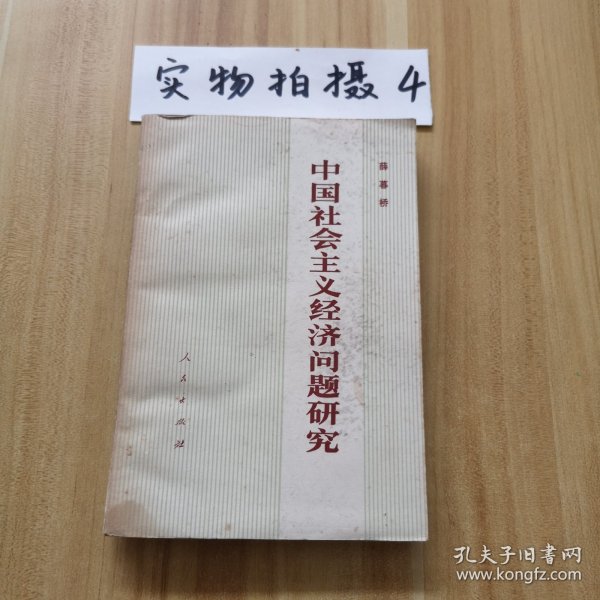 实物拍摄4
薛暮桥
中国社会主义经济问题研究
人民出版社
孔夫子旧书网
www.kongfz.com